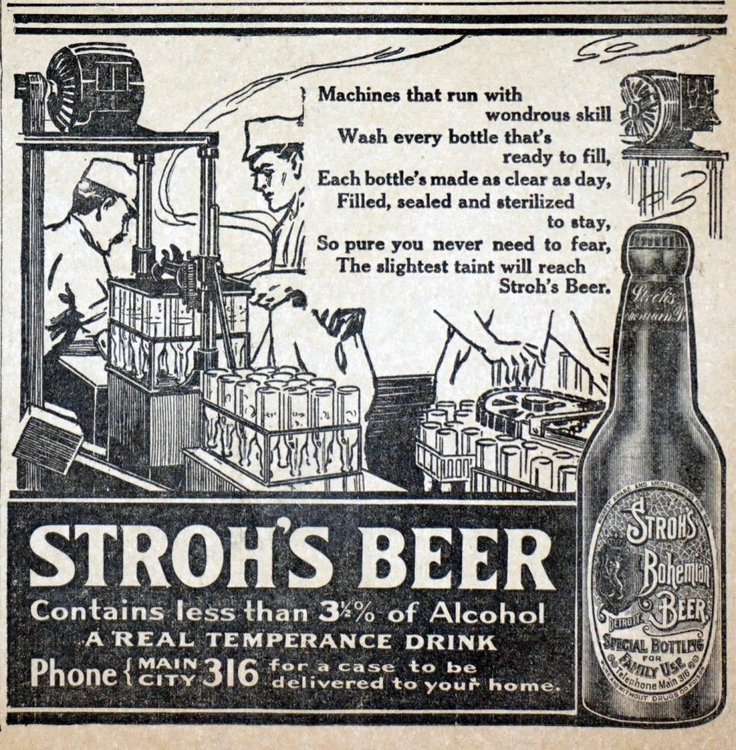 Machines that run with
wondrous skill
Wash every bottle that's
ready to fill,
Each bottle's made as clear as day,
Filled, sealed and sterilized
to stay,
So pure you never need to fear,
The slightest taint will reach
Stroh's Beer.
Stroh's
STROH'S
Bohemian
BEER
DETROIT.
SPECIAL BOTTLING
FOR
FAMILY USE
Telephone Main 316
STROH'S BEER
Contains less than 3½% of Alcohol
A REAL TEMPERANCE DRINK
Phone { MAIN CITY 316 for a case to be
delivered to your home.